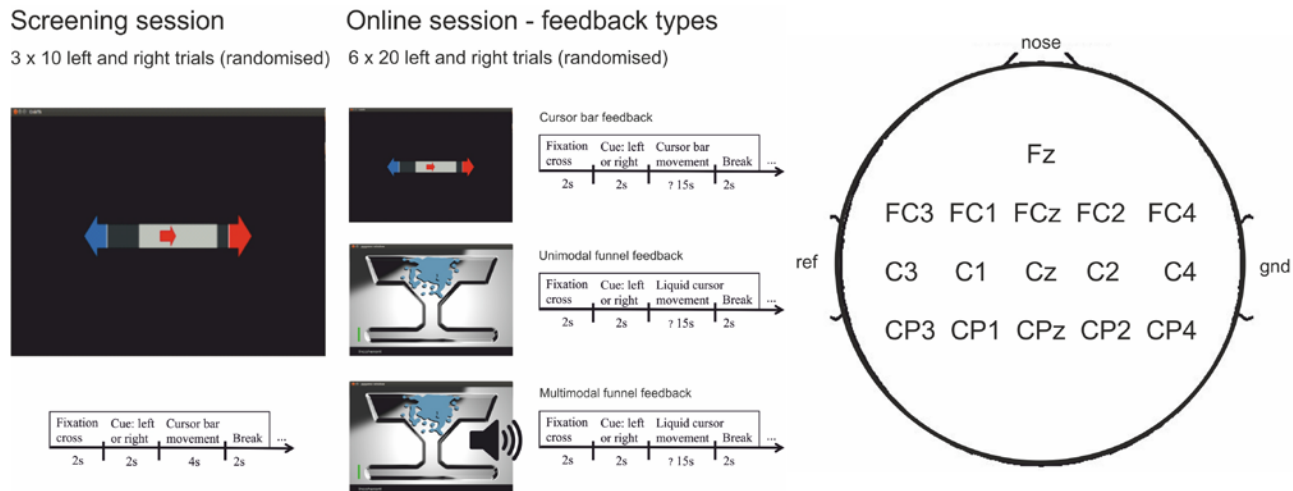 Screening session
3 x 10 left and right trials (randomised)
Fixation cross
Cue: left or right
Cursor bar movement
Break
...
2s 2s 4s 2s
Online session - feedback types
6 x 20 left and right trials (randomised)
Cursor bar feedback
Fixation cross
Cue: left or right
Cursor bar movement
Break
...
2s 2s ? 15s 2s
Unimodal funnel feedback
Fixation cross
Cue: left or right
Liquid cursor movement
Break
...
2s 2s ? 15s 2s
Multimodal funnel feedback
Fixation cross
Cue: left or right
Liquid cursor movement
Break
...
2s 2s ? 15s 2s
nose
Fz
FC3 FC1 FCz FC2 FC4
ref
C3 C1 Cz C2 C4
gnd
CP3 CP1 CPz CP2 CP4